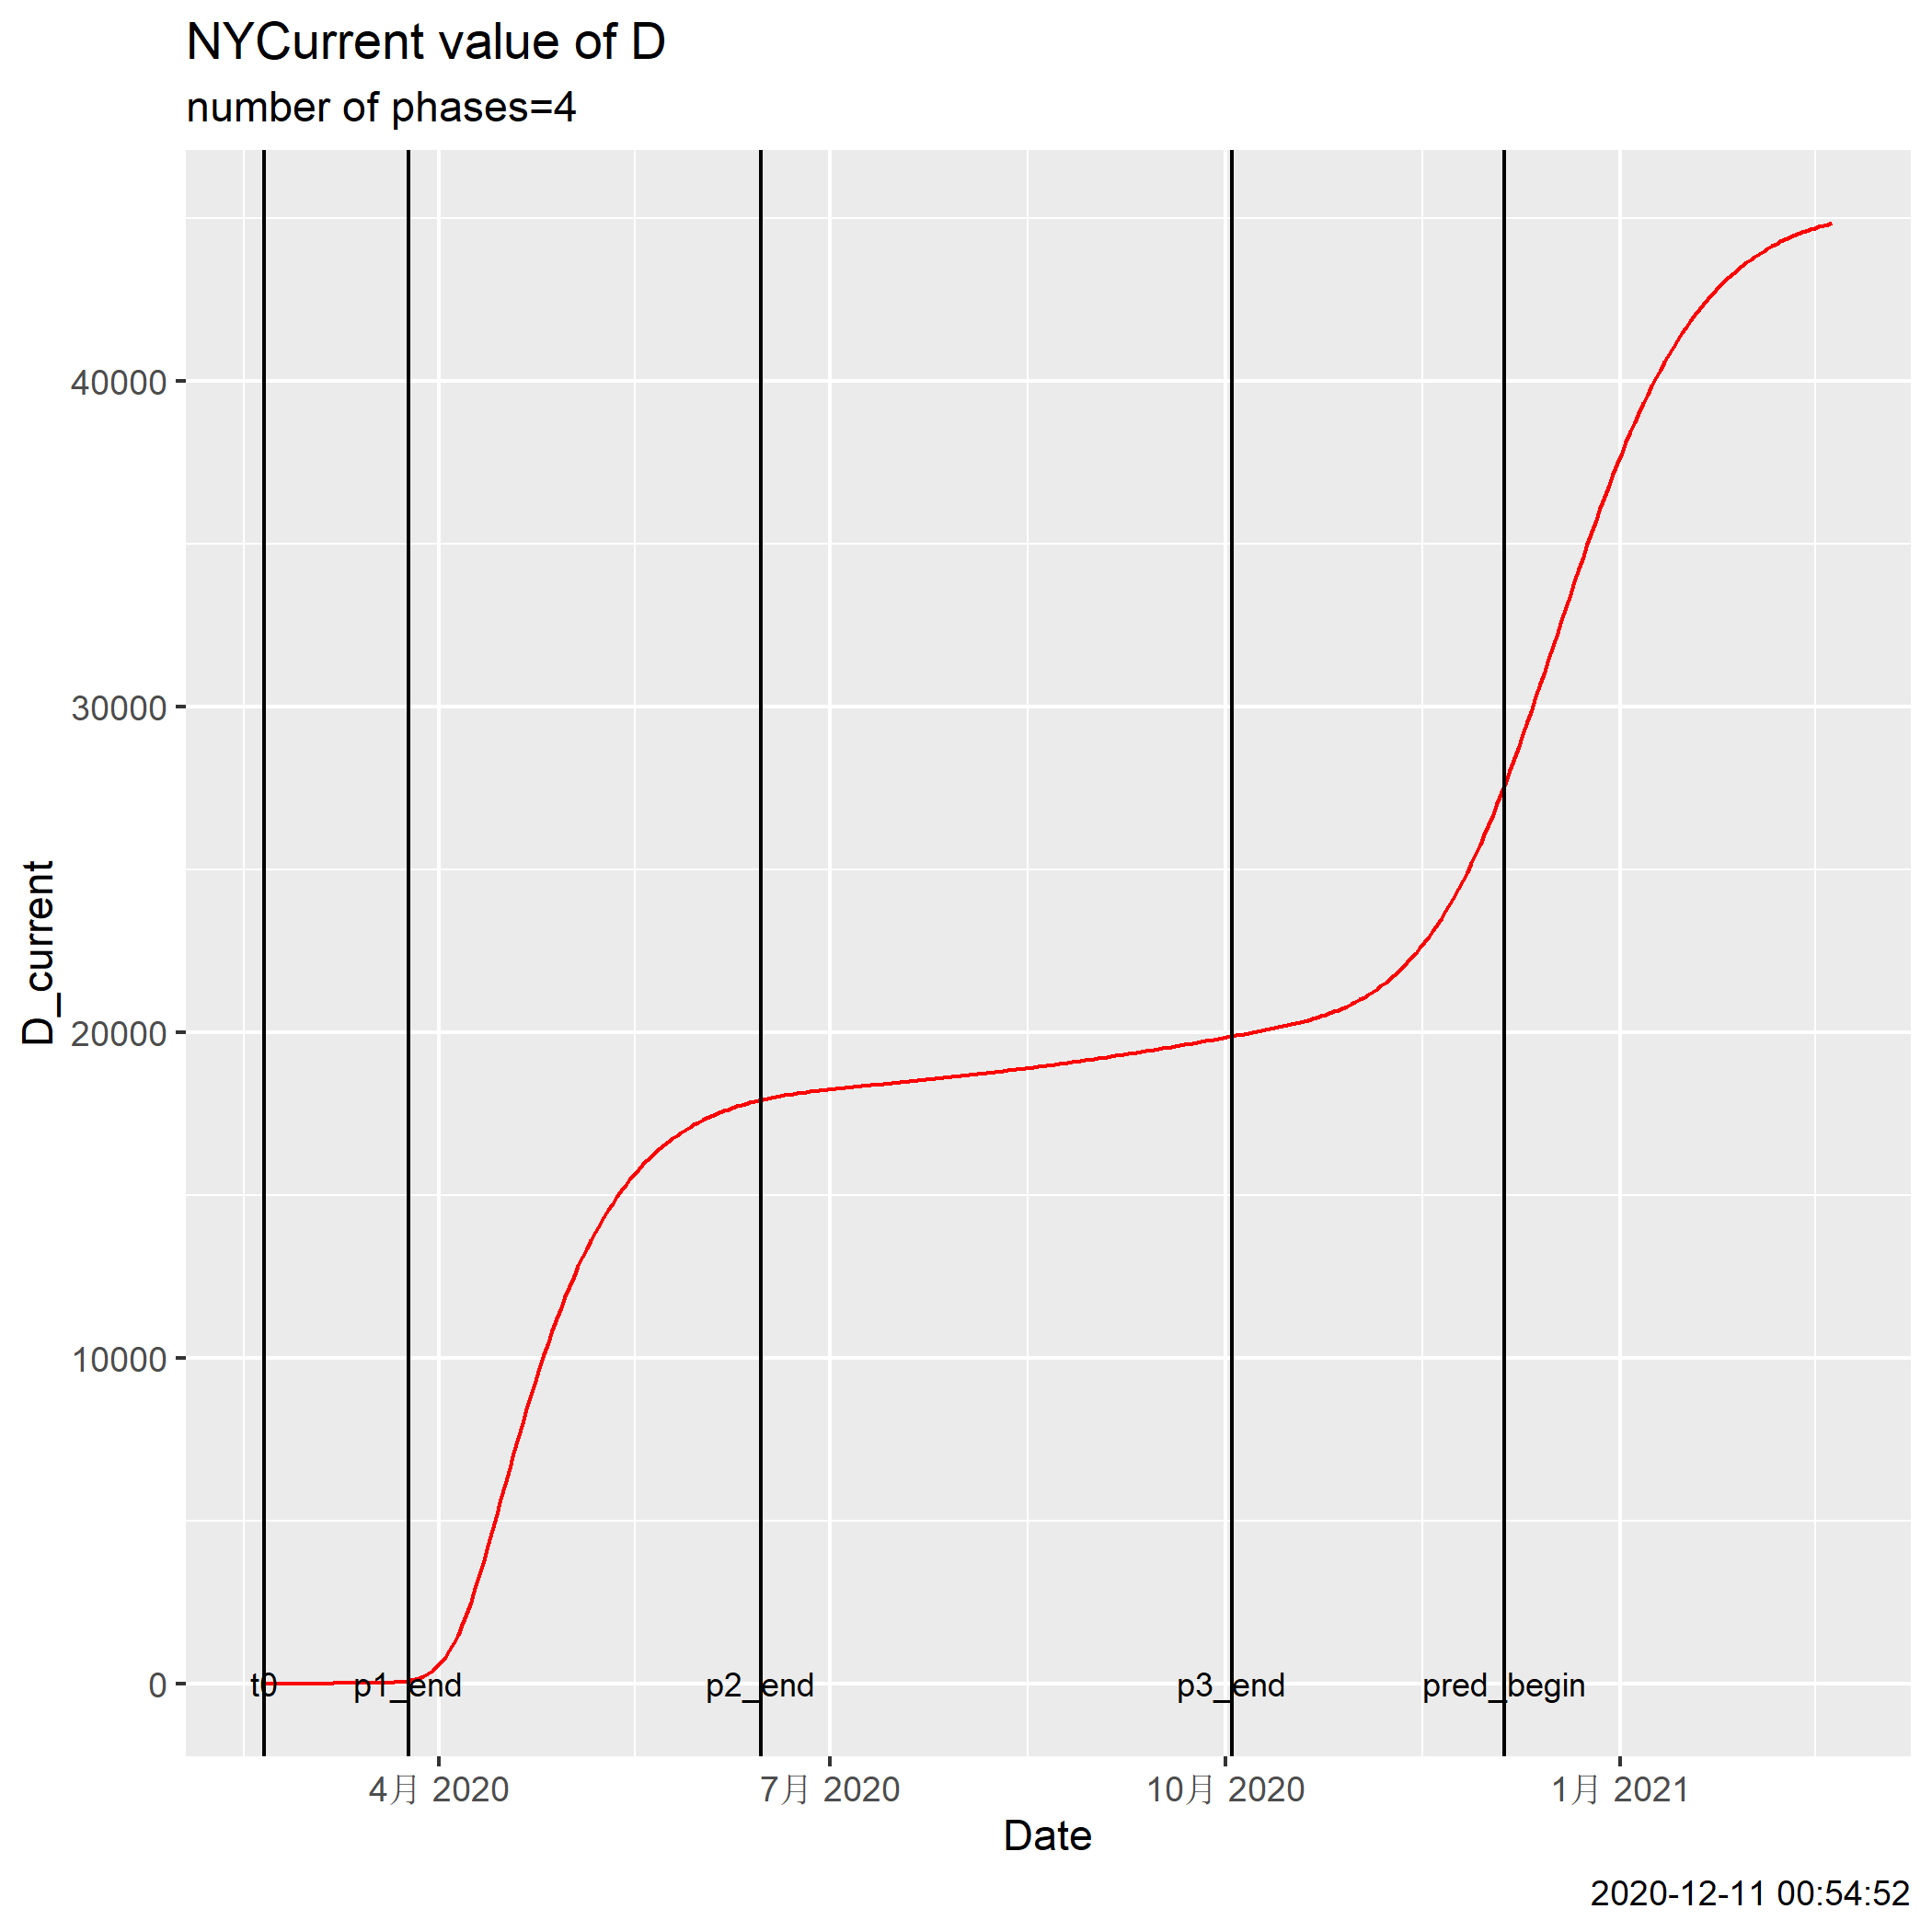 NYCurrent value of D
number of phases=4
D_current
40000
30000
20000
10000
0
t0 p1_end p2_end p3_end pred_begin
4月 2020 7月 2020 10月 2020 1月 2021
Date
2020-12-11 00:54:52